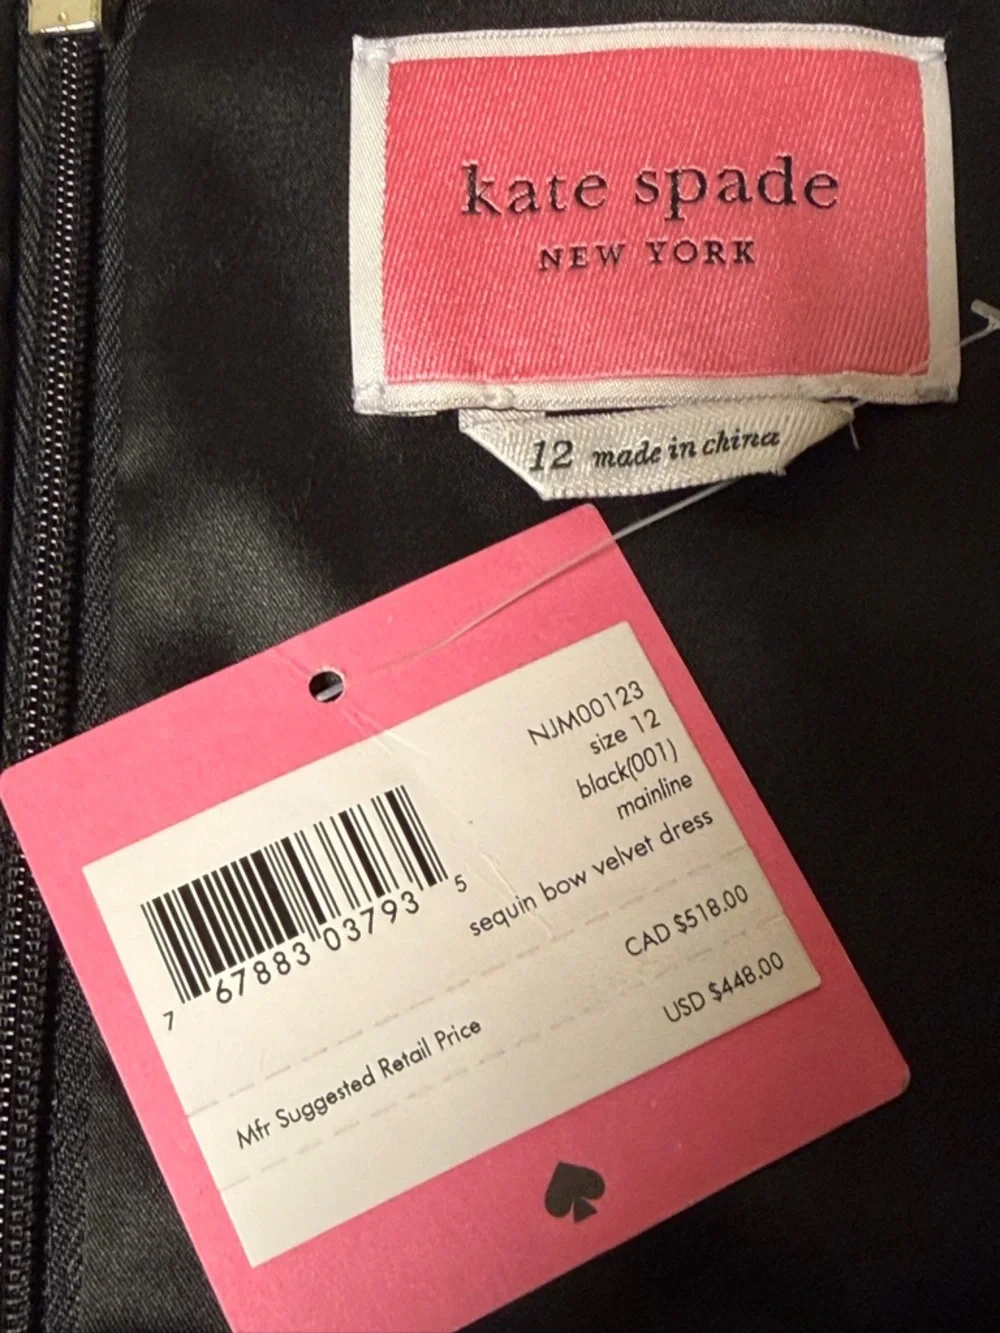 kate spade
NEW YORK
12 made in china
NJM00123
size 12
black(001)
mainline
sequin bow velvet dress
7 67883 03793 5
CAD $518.00
USD $448.00
Mfr Suggested Retail Price